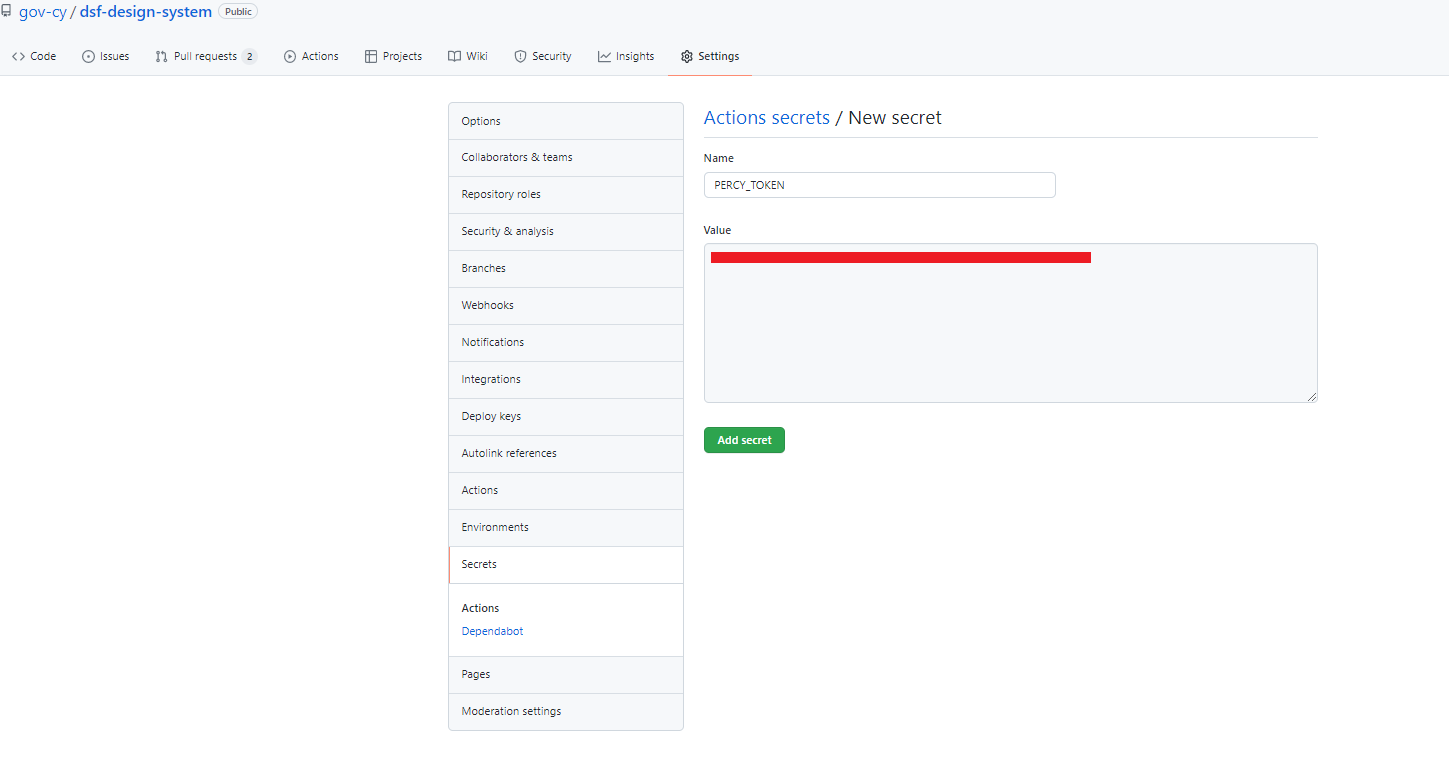 gov-cy / dsf-design-system Public
Code Issues Pull requests 2 Actions Projects Wiki Security Insights Settings
Options
Collaborators & teams
Repository roles
Security & analysis
Branches
Webhooks
Notifications
Integrations
Deploy keys
Autolink references
Actions
Environments
Secrets
Actions
Dependabot
Pages
Moderation settings
Actions secrets / New secret
Name
PERCY_TOKEN
Value
Add secret